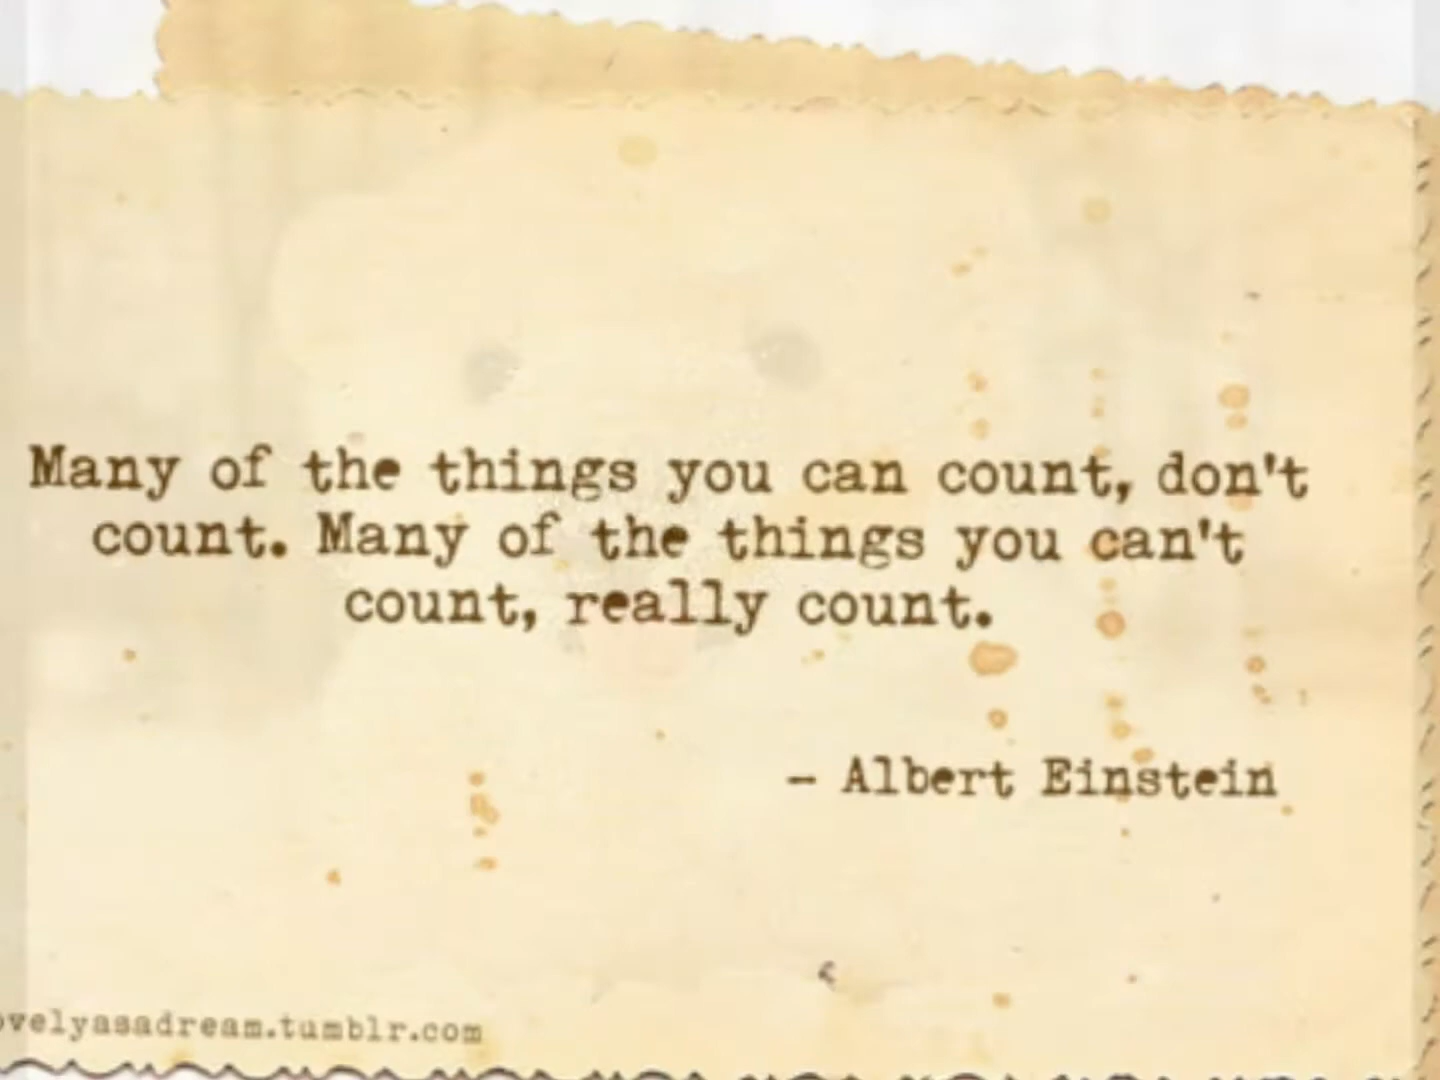 Many of the things you can count, don't
count. Many of the things you can't
count, really count.
- Albert Einstein
ovelyasadream.tumblr.com